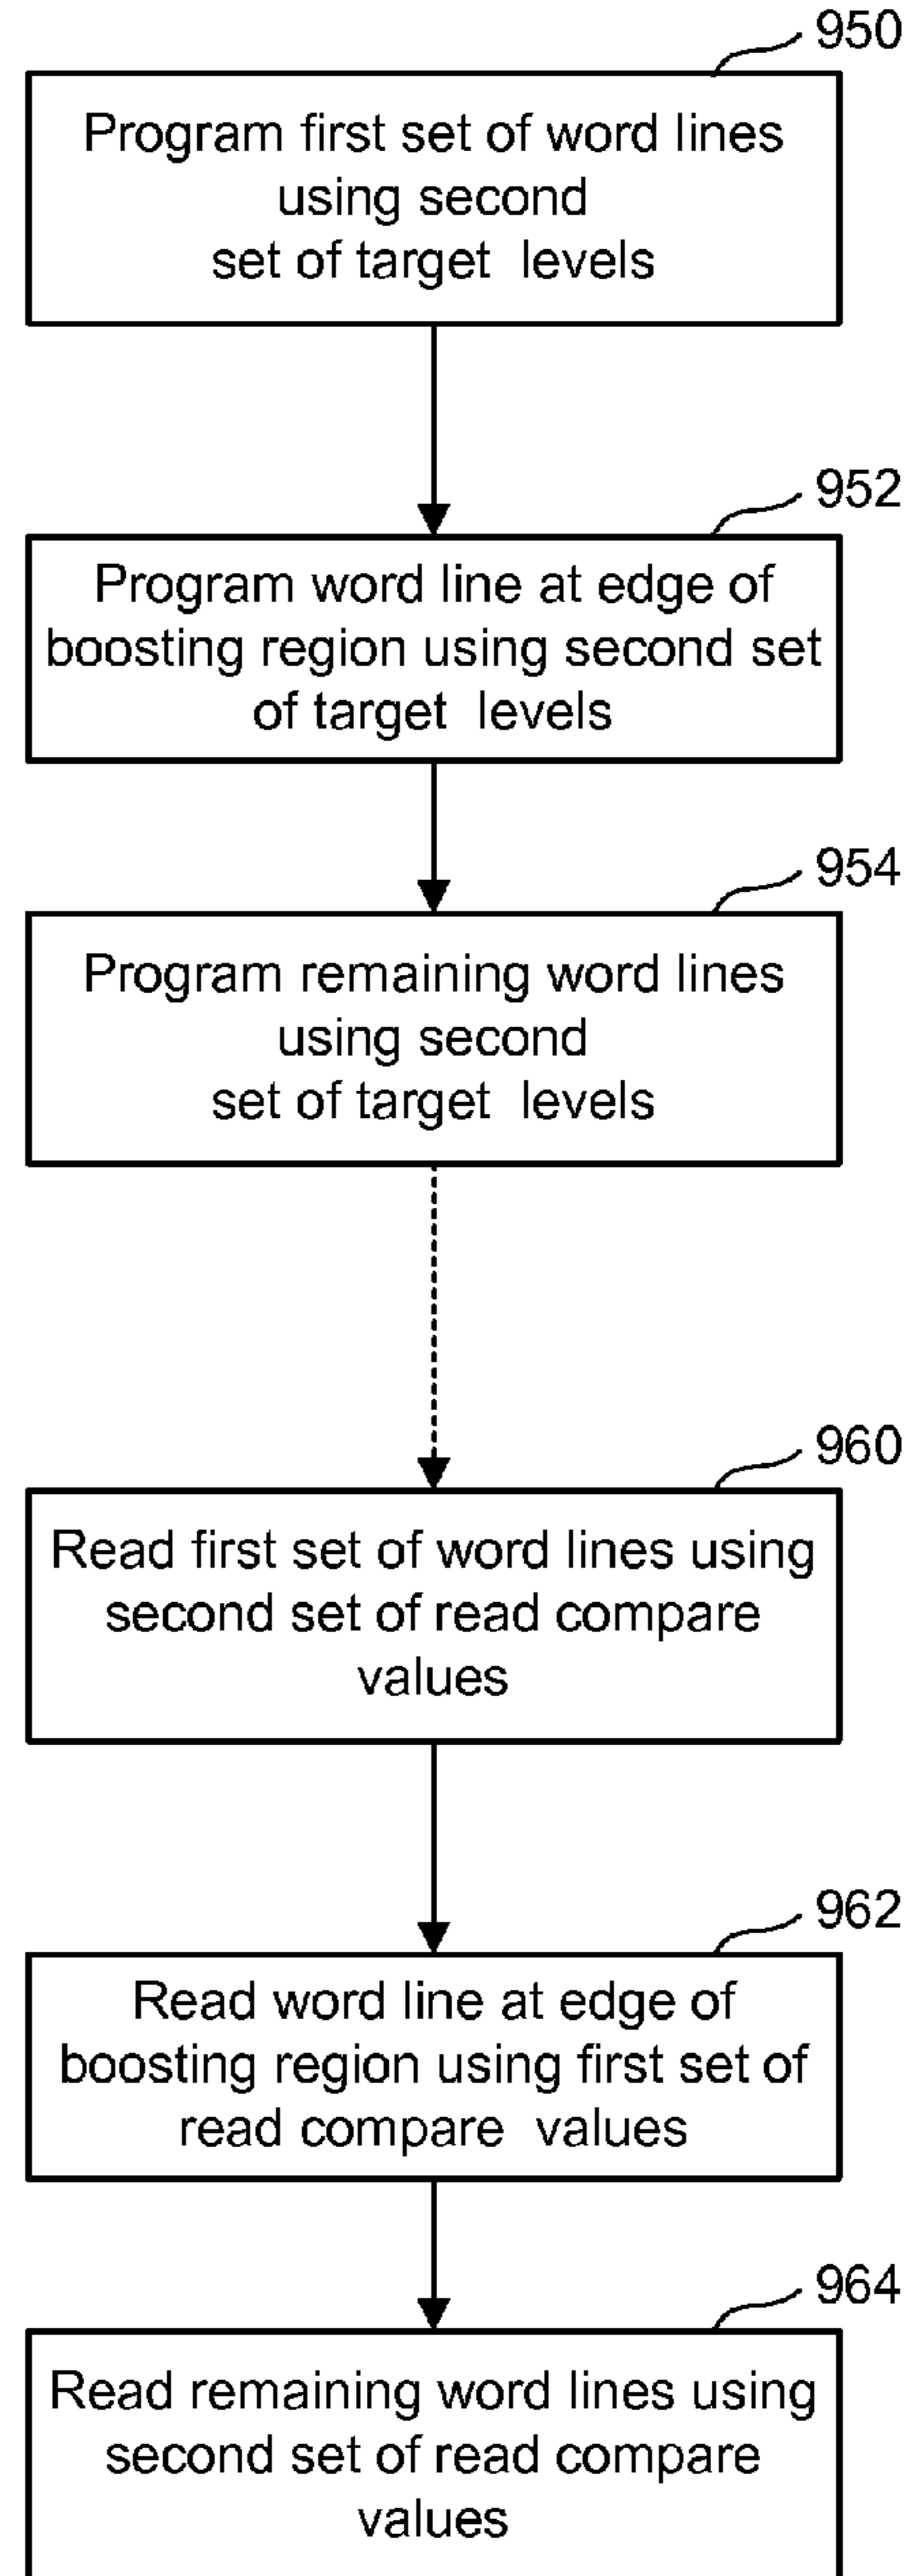 950
Program first set of word lines
using second
set of target levels
952
Program word line at edge of
boosting region using second set
of target levels
954
Program remaining word lines
using second
set of target levels
960
Read first set of word lines using
second set of read compare
values
962
Read word line at edge of
boosting region using first set of
read compare values
964
Read remaining word lines using
second set of read compare
values